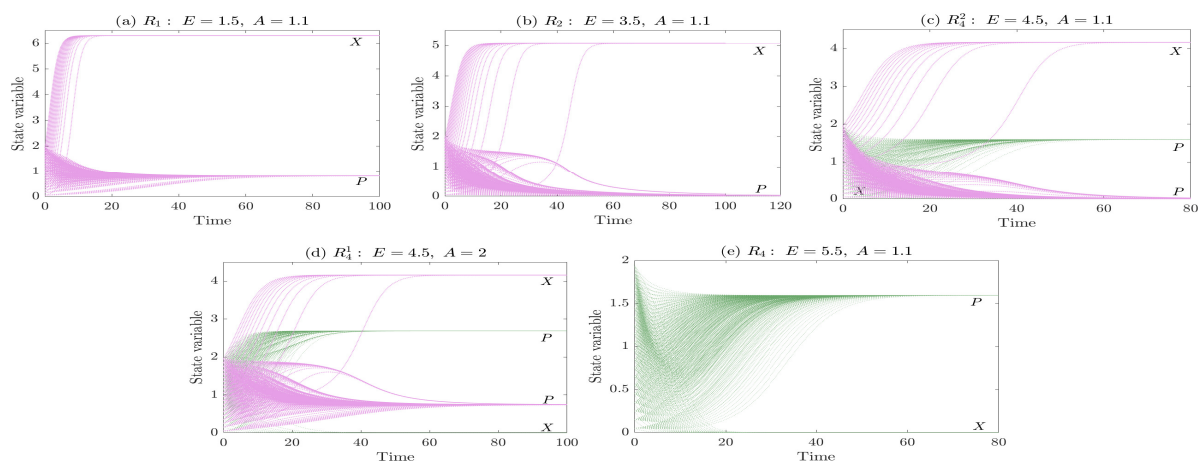 (a) R₁ : E = 1.5, A = 1.1
State variable
6
5
4
3
2
1
0
X
P
0 20 40 60 80 100
Time
(b) R₂ : E = 3.5, A = 1.1
State variable
5
4
3
2
1
0
X
P
0 20 40 60 80 100 120
Time
(c) R₄² : E = 4.5, A = 1.1
State variable
4
3
2
1
0
X
P
P
X
0 20 40 60 80
Time
(d) R₄¹ : E = 4.5, A = 2
State variable
4
3
2
1
0
X
P
P
X
0 20 40 60 80 100
Time
(e) R₄ : E = 5.5, A = 1.1
State variable
2
1.5
1
0.5
0
P
X
0 20 40 60 80
Time